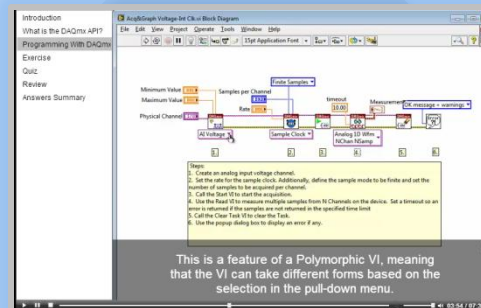 Introduction
What is the DAQmx API?
Programming With DAQmx
Exercise
Quiz
Review
Answers Summary
Acq&Graph Voltage-Int Clk.vi Block Diagram
File Edit View Project Operate Tools Window Help
15pt Application Font
Finite Samples
Minimum Value
Samples per Channel
Maximum Value
Rate
timeout
10.00
Measurement
OK message + warnings
Physical Channel
AI Voltage
Sample Clock
Analog 1D Wfm
NChan NSamp
1. 2. 3. 4. 5. 6.
Steps:
1. Create an analog input voltage channel.
2. Set the rate for the sample clock. Additionally, define the sample mode to be finite and set the
number of samples to be acquired per channel.
3. Call the Start VI to start the acquisition.
4. Use the Read VI to measure multiple samples from N Channels on the device. Set a timeout so an
error is returned if the samples are not returned in the specified time limit
5. Call the Clear Task VI to clear the Task.
6. Use the popup dialog box to display an error if any.
This is a feature of a Polymorphic VI, meaning
that the VI can take different forms based on the
selection in the pull-down menu.